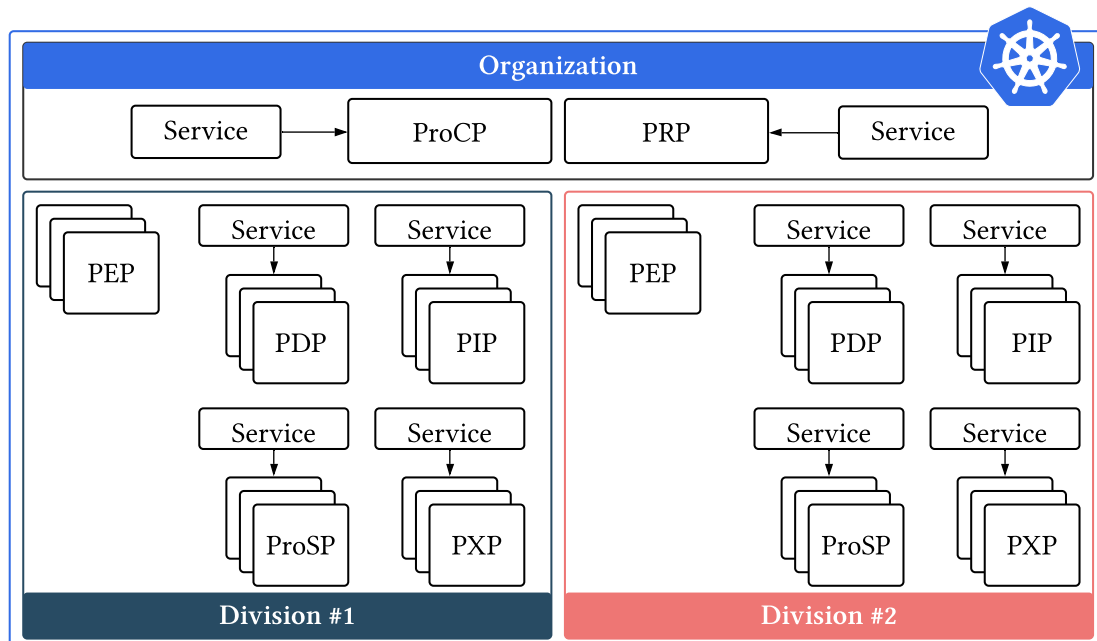 Organization
Service
ProCP
PRP
Service
PEP
Service
PDP
Service
PIP
Service
ProSP
Service
PXP
Division #1
PEP
Service
PDP
Service
PIP
Service
ProSP
Service
PXP
Division #2